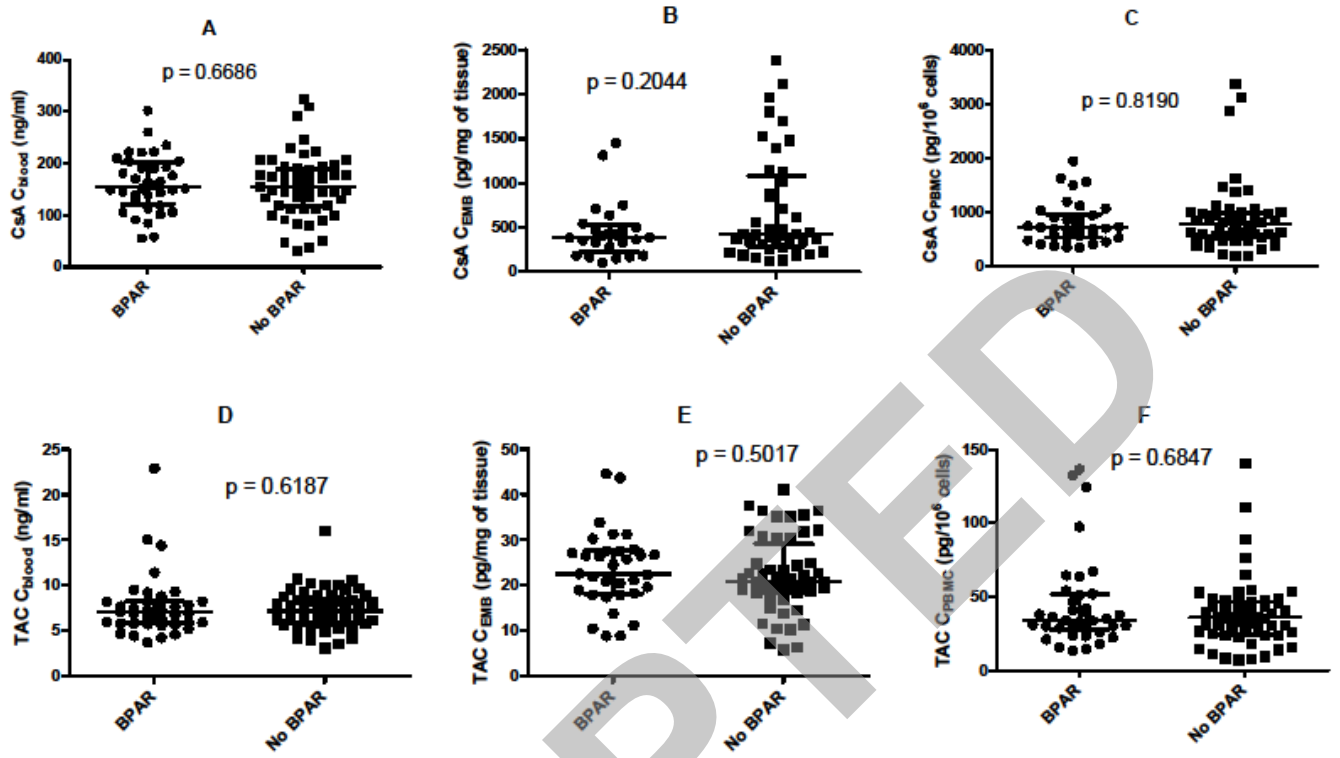 A
CsA C_blood (ng/ml)
400
300
200
100
0
p = 0.6686
BPAR
No BPAR
B
CsA C_EMB (pg/mg of tissue)
2500
2000
1500
1000
500
0
p = 0.2044
BPAR
No BPAR
C
CsA C_PBMC (pg/10^6 cells)
4000
3000
2000
1000
0
p = 0.8190
BPAR
No BPAR
D
TAC C_blood (ng/ml)
25
20
15
10
5
0
p = 0.6187
BPAR
No BPAR
E
TAC C_EMB (pg/mg of tissue)
50
40
30
20
10
0
p = 0.5017
BPAR
No BPAR
F
TAC C_PBMC (pg/10^6 cells)
150
100
50
0
p = 0.6847
BPAR
No BPAR
PTED